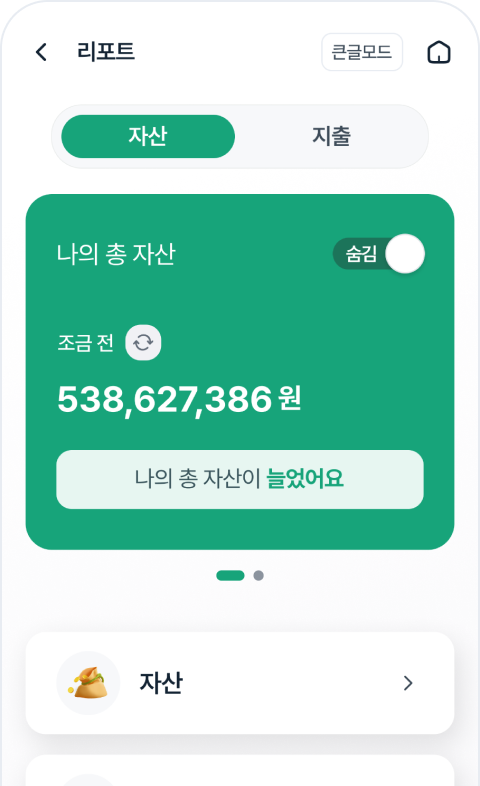 리포트 큰글모드
자산 지출
나의 총 자산 숨김
조금 전
538,627,386 원
나의 총 자산이 늘었어요
자산